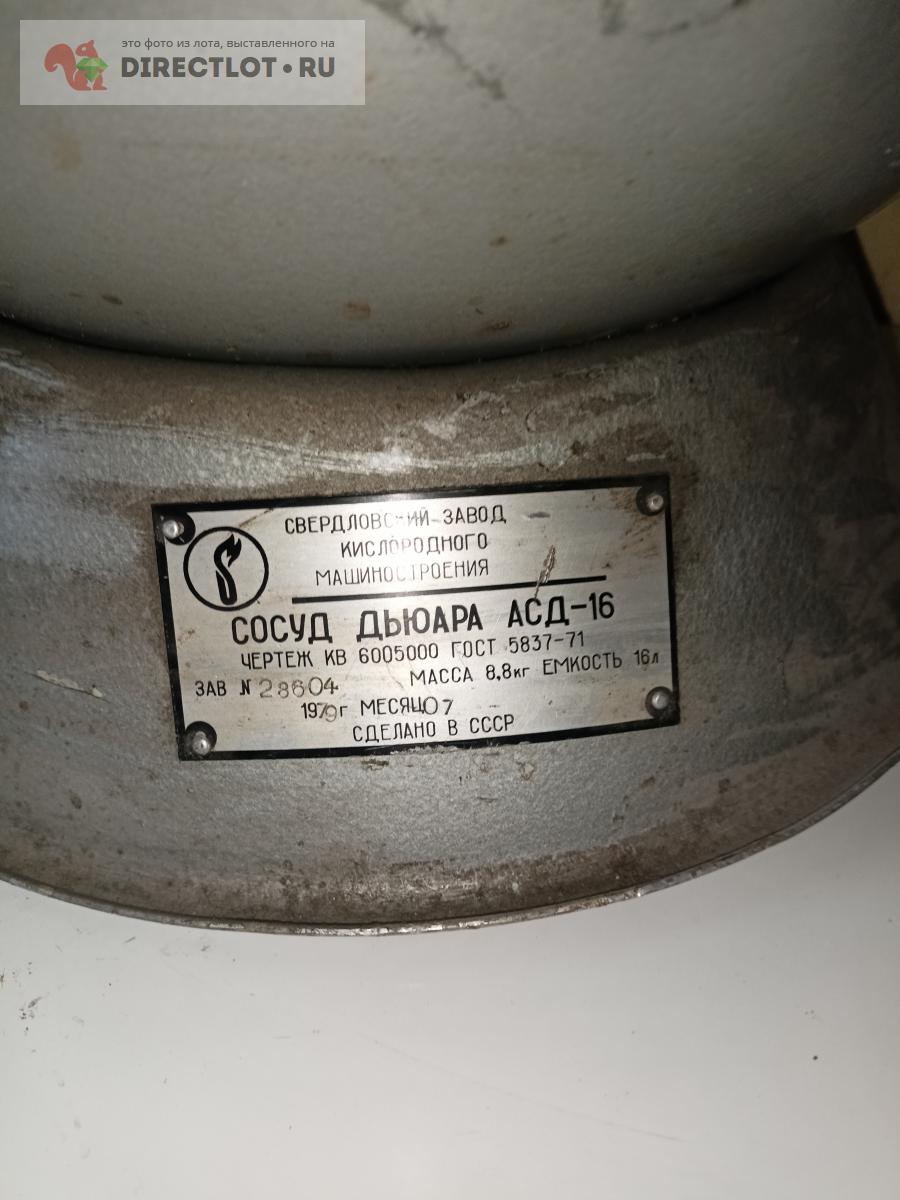 это фото из лота, выставленного на
DIRECTLOT•RU
СВЕРДЛОВСКИЙ ЗАВОД
КИСЛОРОДНОГО
МАШИНОСТРОЕНИЯ
СОСУД ДЬЮАРА АСД-16
ЧЕРТЕЖ КВ 6005000 ГОСТ 5837-71
МАССА 8,8кг ЕМКОСТЬ 16л
ЗАВ № 28604
1979г МЕСЯЦ 07
СДЕЛАНО В СССР